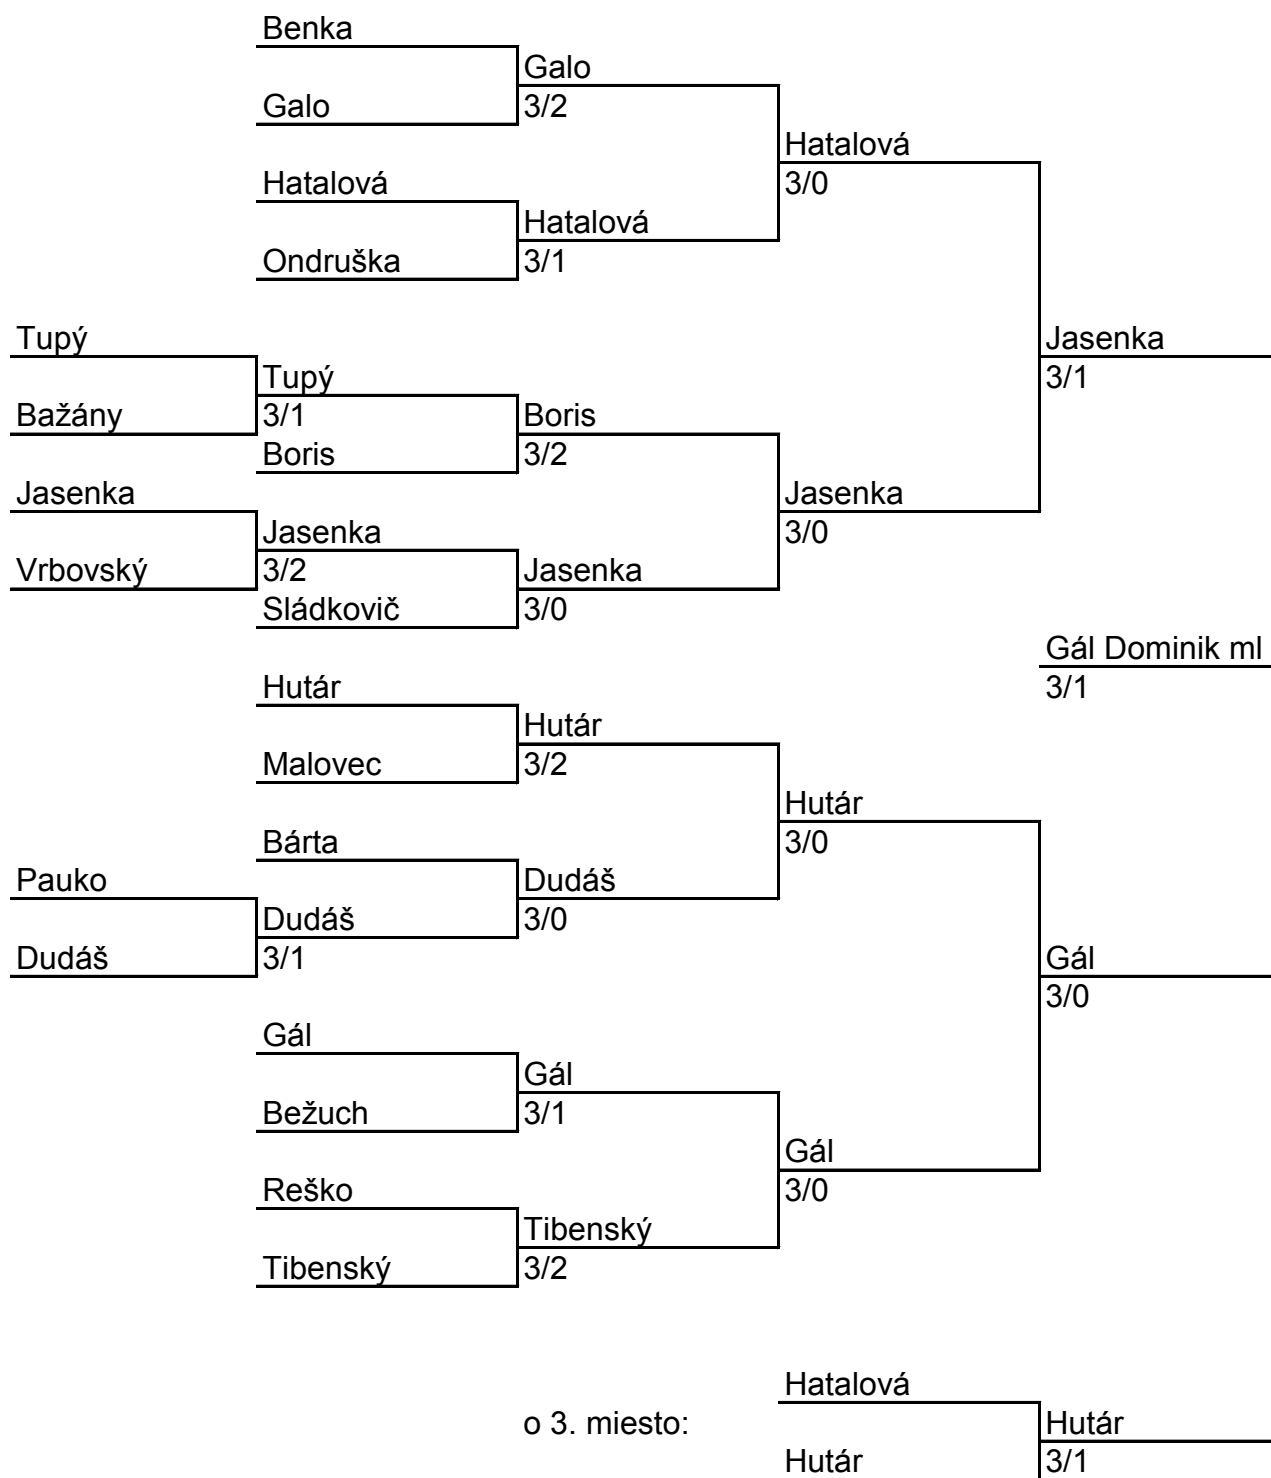 Benka
Galo
Galo
3/2
Hatalová
3/0
Hatalová
Hatalová
Ondruška
3/1
Tupý
Jasenka
Tupý
3/1
Bažány
3/1
Boris
Boris
3/2
Jasenka
Jasenka
Jasenka
3/0
Vrbovský
3/2
Jasenka
Sládkovič
3/0
Gál Dominik ml
Hutár
3/1
Hutár
Malovec
3/2
Hutár
Bárta
3/0
Pauko
Dudáš
Dudáš
3/0
Dudáš
3/1
Gál
3/0
Gál
Gál
Bežuch
3/1
Gál
Reško
3/0
Tibenský
Tibenský
3/2
Hatalová
o 3. miesto:
Hutár
Hutár
3/1